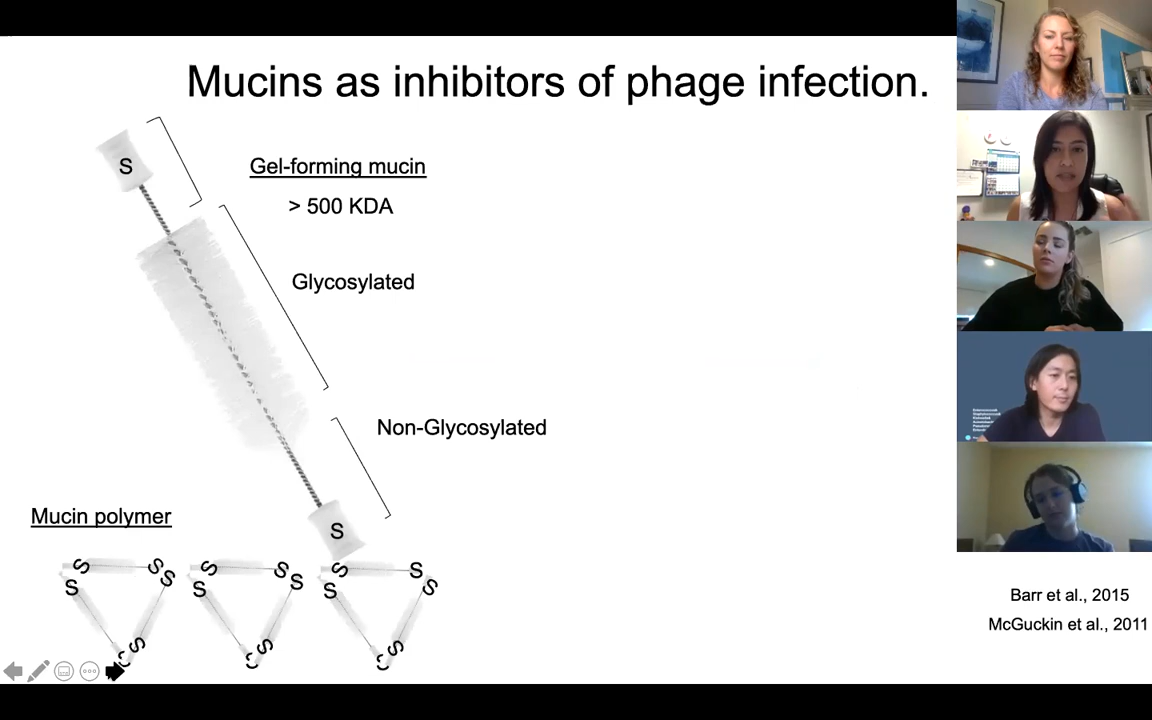 Mucins as inhibitors of phage infection.
S
Gel-forming mucin
> 500 KDA
Glycosylated
Non-Glycosylated
S
Mucin polymer
S S S S S S
S S S S S S
S S S S S S
Barr et al., 2015
McGuckin et al., 2011